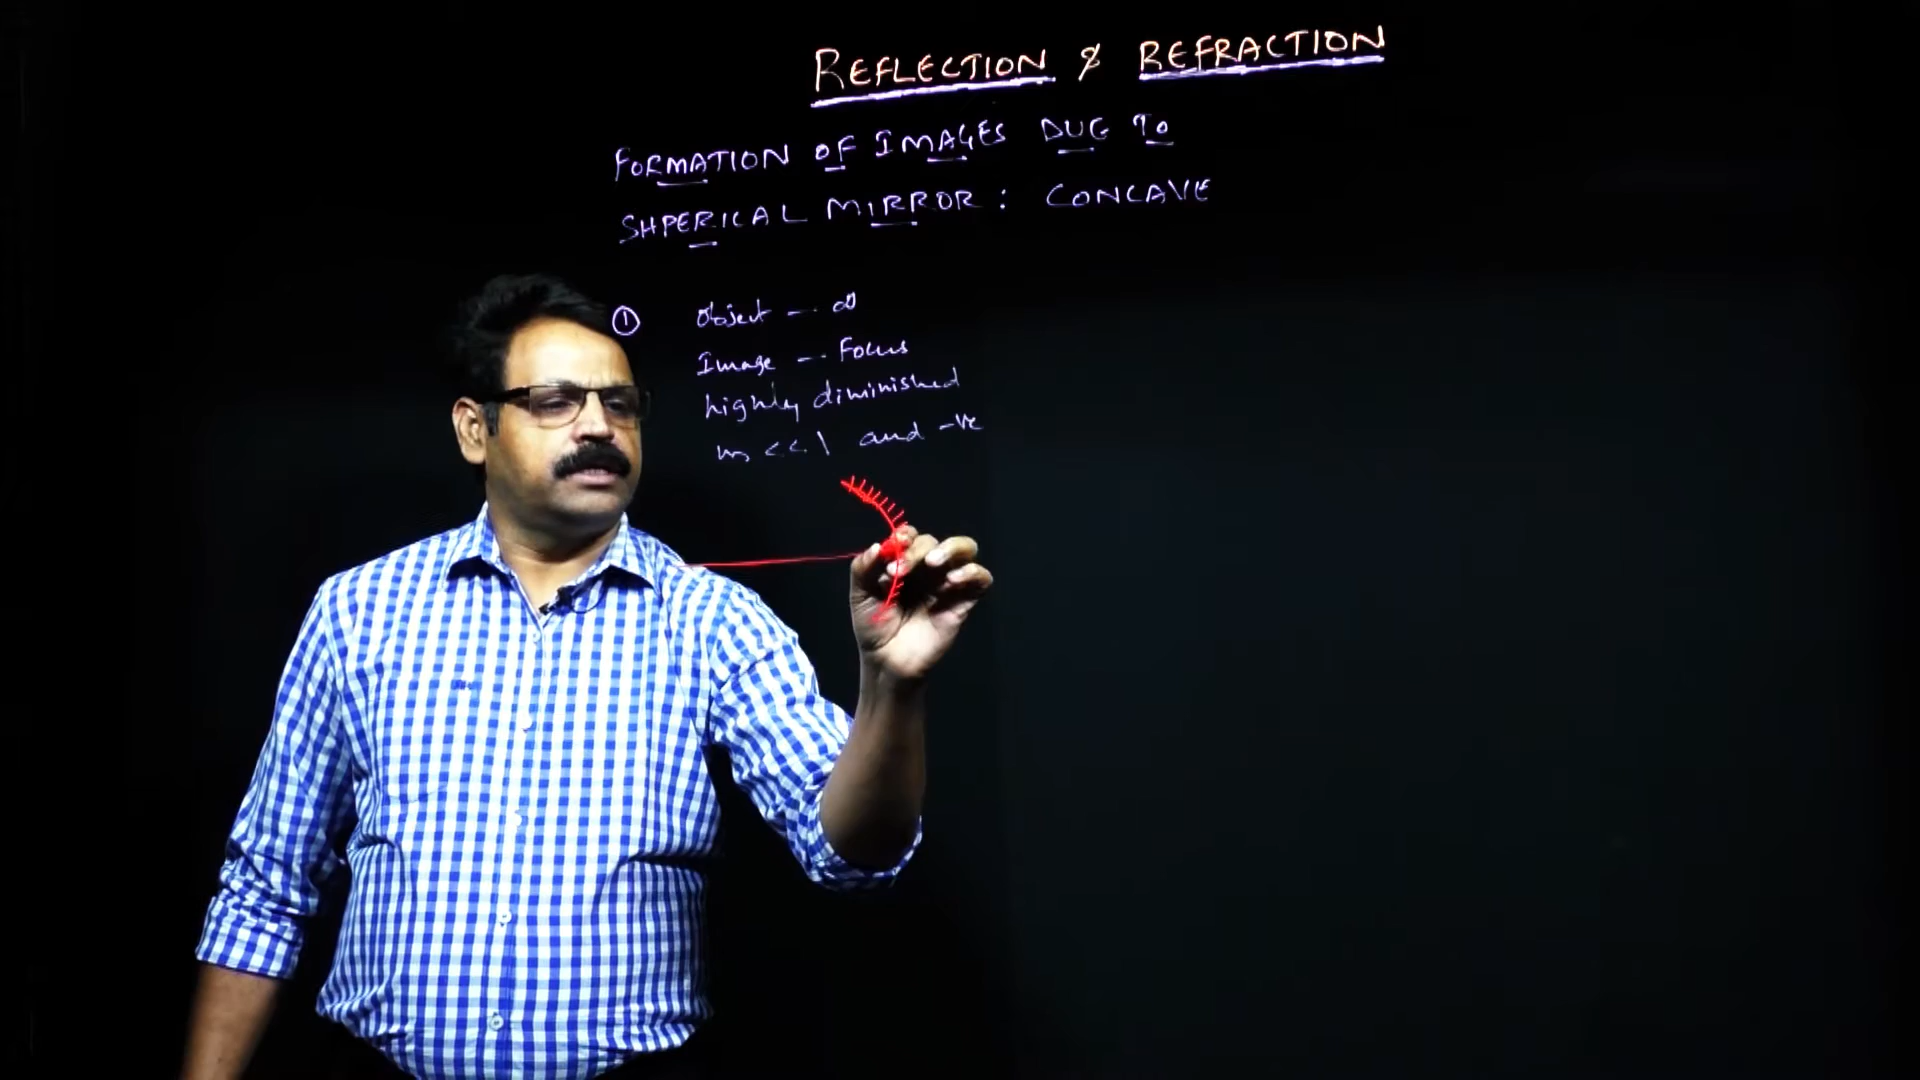 REFLECTION & REFRACTION
FORMATION OF IMAGES DUE TO
SHPERICAL MIRROR : CONCAVE
① Object -- ∞
Image -- Focus
highly diminished
m << 1 and -ve